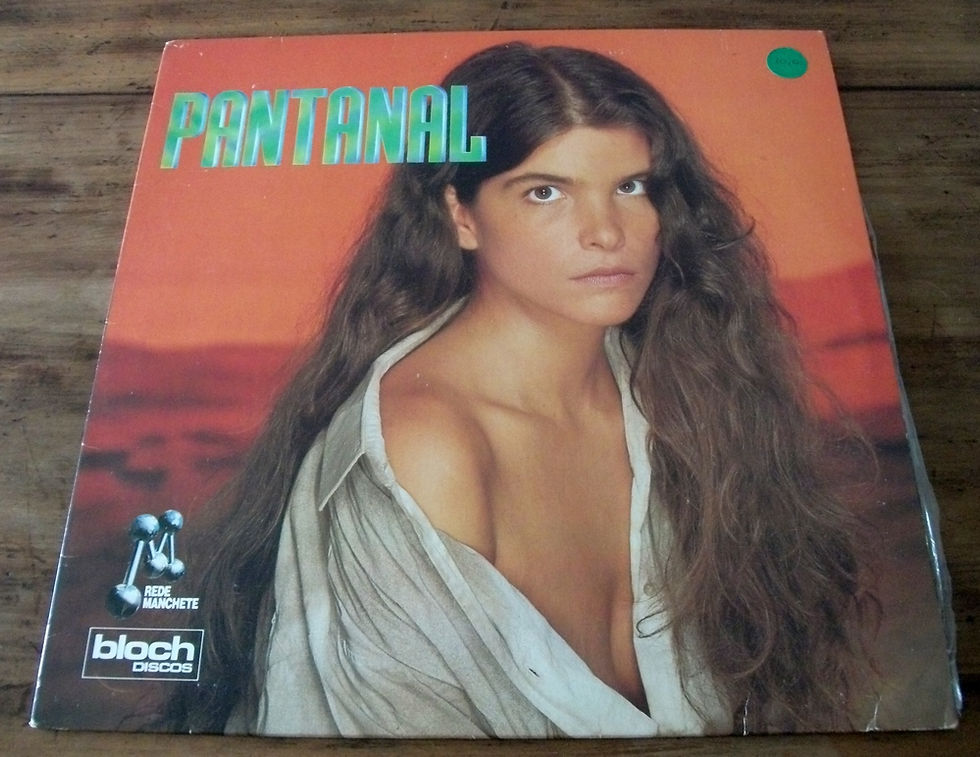 PANTANAL
REDE
MANCHETE
bloch
DISCOS